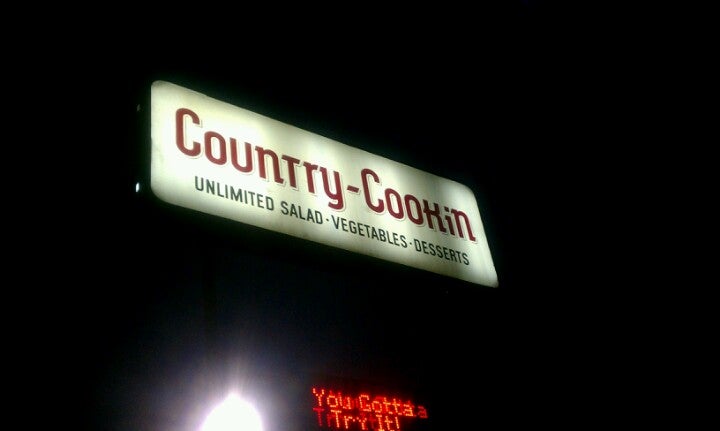 Country-Cookin
UNLIMITED SALAD · VEGETABLES · DESSERTS
You Gotta
Try It!